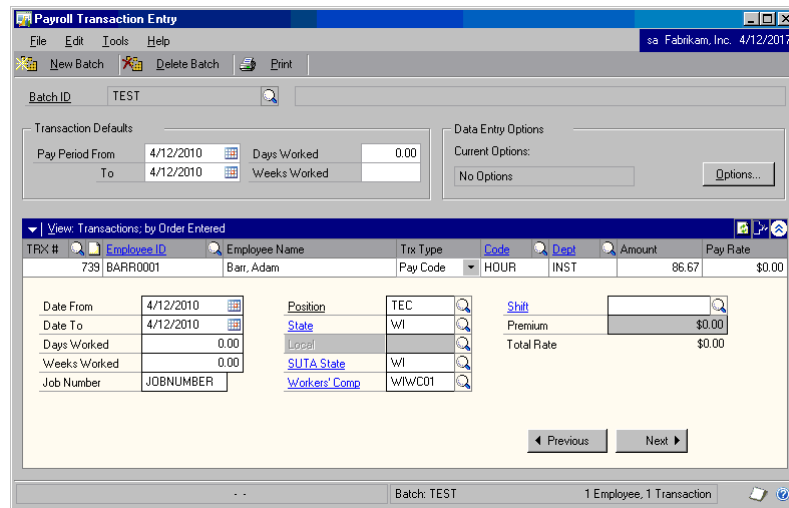 Payroll Transaction Entry
File Edit Tools Help sa Fabrikam, Inc. 4/12/2017
New Batch Delete Batch Print
Batch ID TEST
Transaction Defaults Data Entry Options
Pay Period From 4/12/2010 Days Worked 0.00 Current Options:
To 4/12/2010 Weeks Worked No Options Options...
View: Transactions; by Order Entered
TRX # Employee ID Employee Name Trx Type Code Dept Amount Pay Rate
739 BARR0001 Barr, Adam Pay Code HOUR INST 86.67 $0.00
Date From 4/12/2010 Position TEC Shift
Date To 4/12/2010 State WI Premium $0.00
Days Worked 0.00 Local Total Rate $0.00
Weeks Worked 0.00 SUTA State WI
Job Number JOBNUMBER Workers' Comp WIWC01
Previous Next
- - Batch: TEST 1 Employee, 1 Transaction